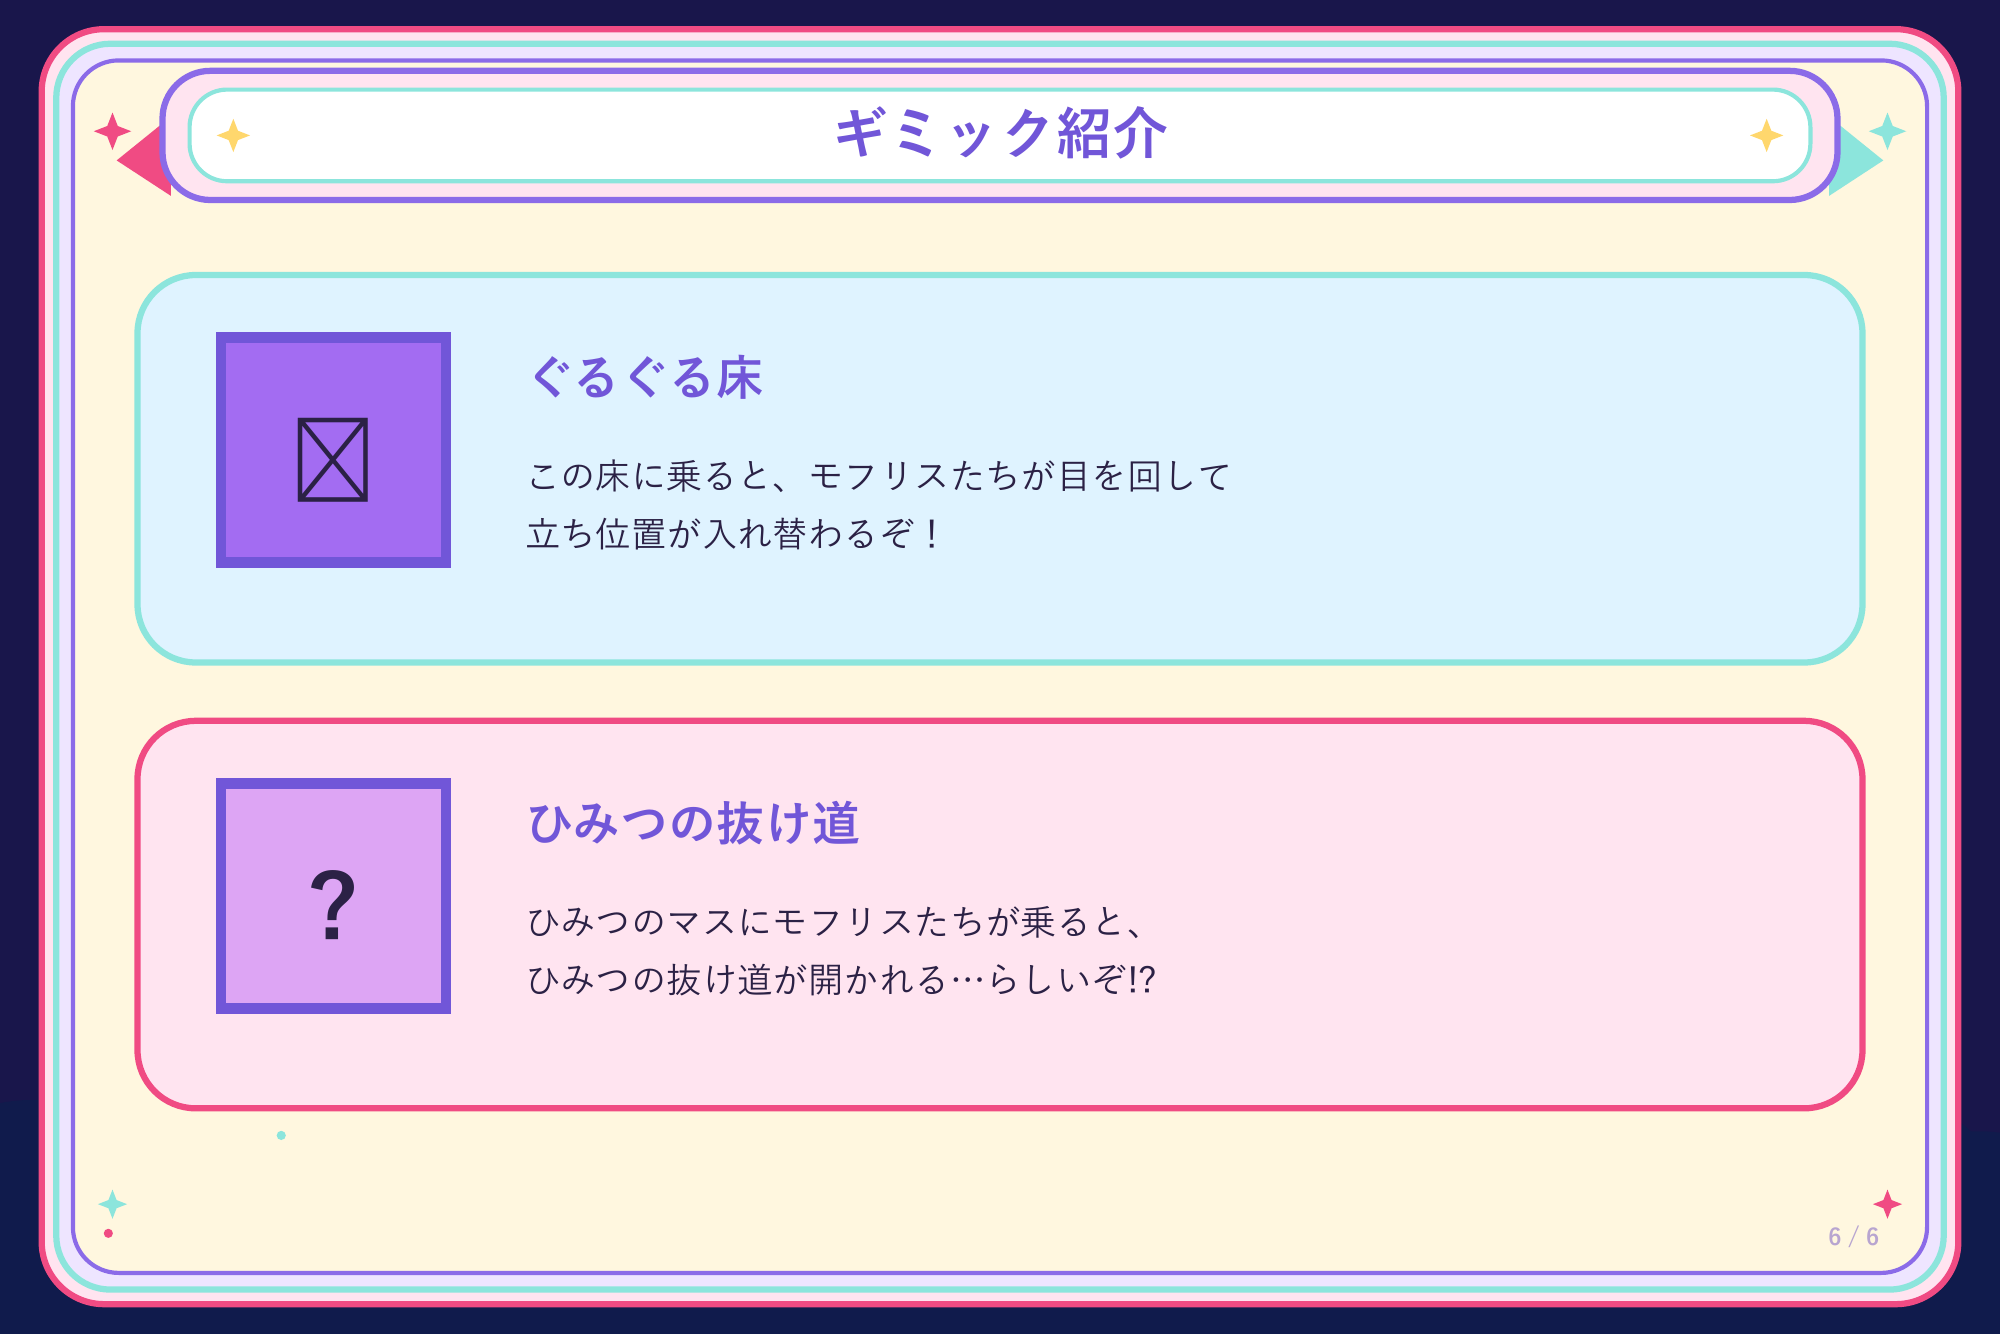 ギミック紹介
ぐるぐる床
この床に乗ると、モフリスたちが目を回して
立ち位置が入れ替わるぞ！
?
ひみつの抜け道
ひみつのマスにモフリスたちが乗ると、
ひみつの抜け道が開かれる…らしいぞ!?
6 / 6